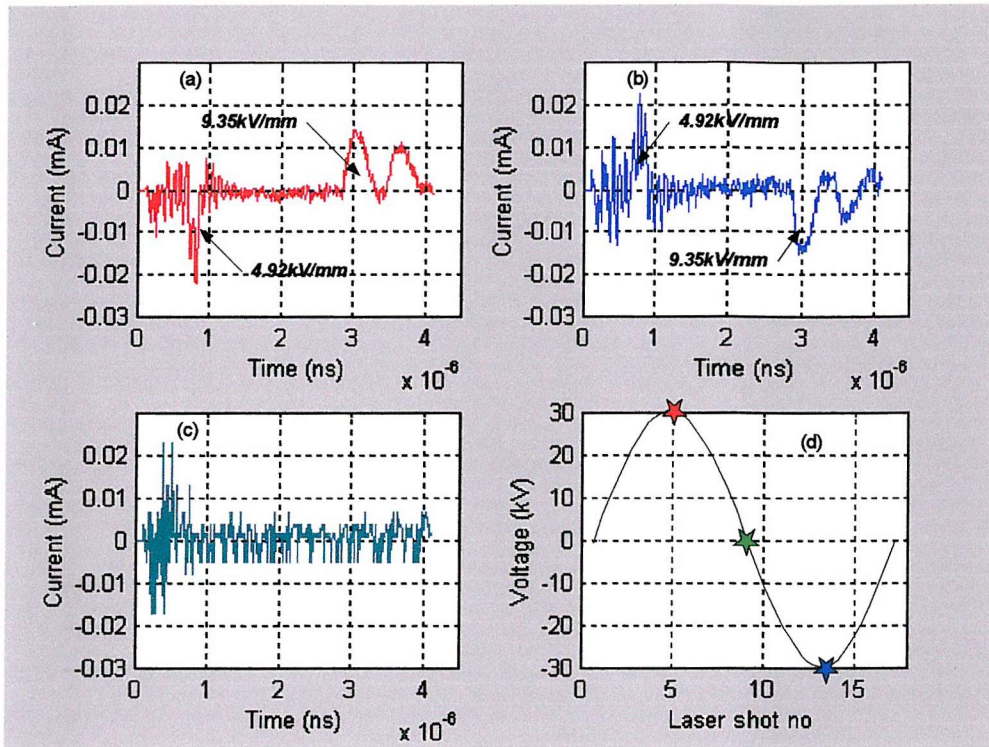 (a)
0.02
0.01
0
-0.01
-0.02
-0.03
Current (mA)
9.35kV/mm
4.92kV/mm
0 1 2 3 4
Time (ns)
x 10-6
(b)
0.02
0.01
0
-0.01
-0.02
-0.03
Current (mA)
4.92kV/mm
9.35kV/mm
0 1 2 3 4
Time (ns)
x 10-6
(c)
0.02
0.01
0
-0.01
-0.02
-0.03
Current (mA)
0 1 2 3 4
Time (ns)
x 10-6
(d)
30
20
10
0
-10
-20
-30
Voltage (kV)
0 5 10 15
Laser shot no